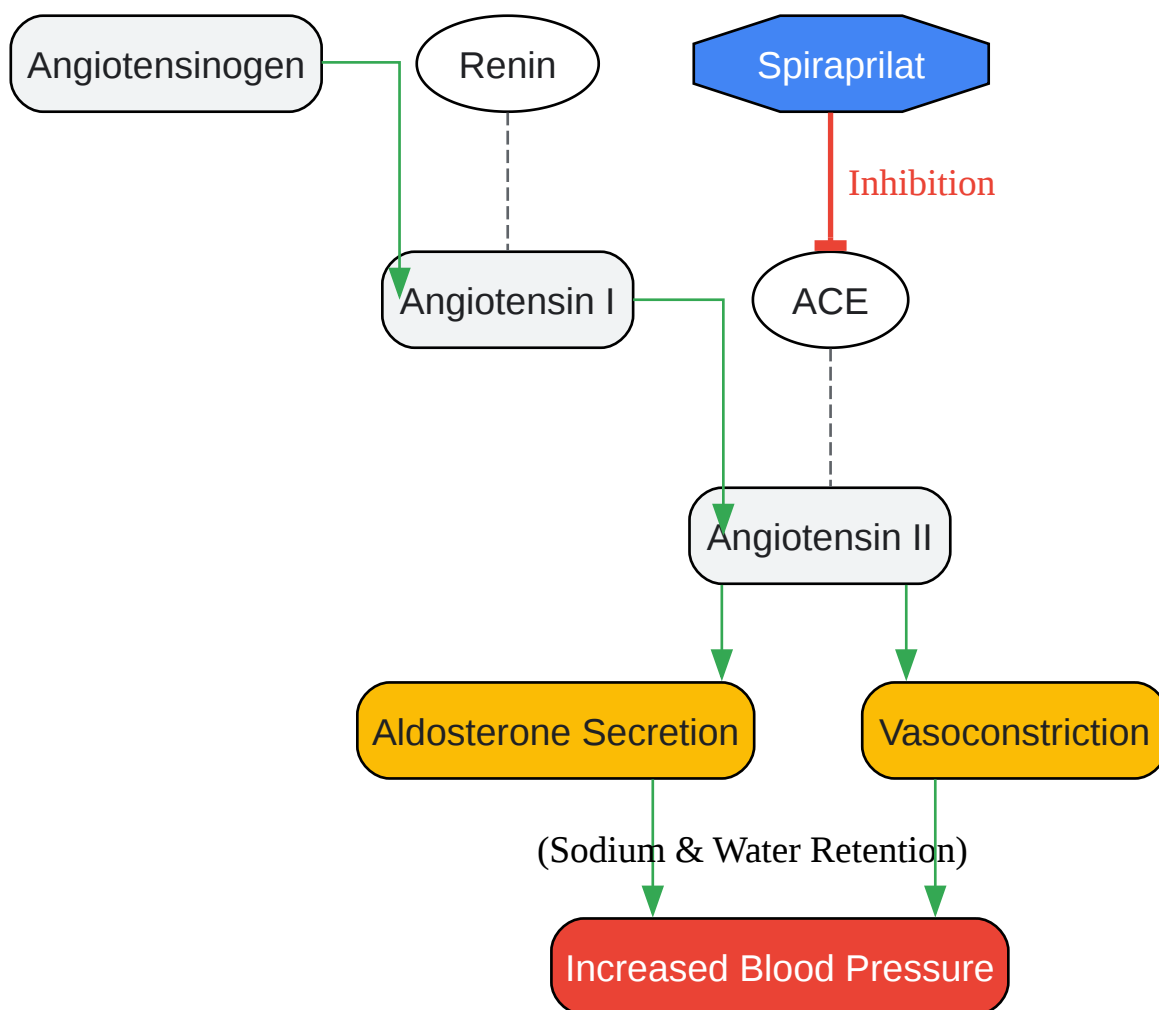 Angiotensinogen
Renin
Spiraprilat
Inhibition
Angiotensin I
ACE
Angiotensin II
Aldosterone Secretion
Vasoconstriction
(Sodium & Water Retention)
Increased Blood Pressure